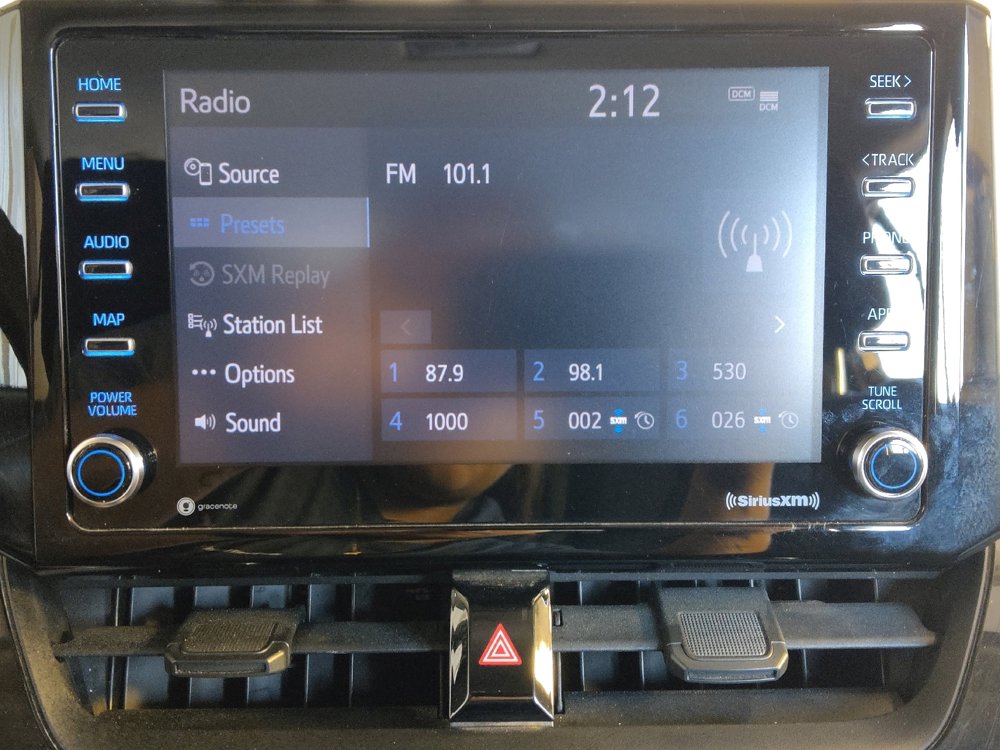 HOME
MENU
AUDIO
MAP
POWER
VOLUME
Radio
2:12
DCM
DCM
Source
Presets
SXM Replay
Station List
Options
Sound
FM 101.1
<
>
1 87.9
2 98.1
3 530
4 1000
5 002 SXM
6 026 SXM
SEEK >
< TRACK
PHONE
APPS
TUNE
SCROLL
gracenote
((SiriusXM))